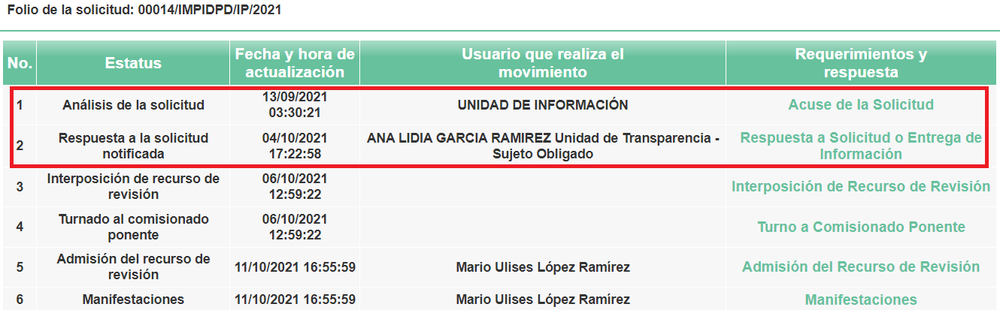 Folio de la solicitud: 00014/IMPIDPD/IP/2021
No. Estatus Fecha y hora de actualización Usuario que realiza el movimiento Requerimientos y respuesta
1 Análisis de la solicitud 13/09/2021 03:30:21 UNIDAD DE INFORMACIÓN Acuse de la Solicitud
2 Respuesta a la solicitud notificada 04/10/2021 17:22:58 ANA LIDIA GARCIA RAMIREZ Unidad de Transparencia - Sujeto Obligado Respuesta a Solicitud o Entrega de Información
3 Interposición de recurso de revisión 06/10/2021 12:59:22 Interposición de Recurso de Revisión
4 Turnado al comisionado ponente 06/10/2021 12:59:22 Turno a Comisionado Ponente
5 Admisión del recurso de revisión 11/10/2021 16:55:59 Mario Ulises López Ramírez Admisión del Recurso de Revisión
6 Manifestaciones 11/10/2021 16:55:59 Mario Ulises López Ramírez Manifestaciones